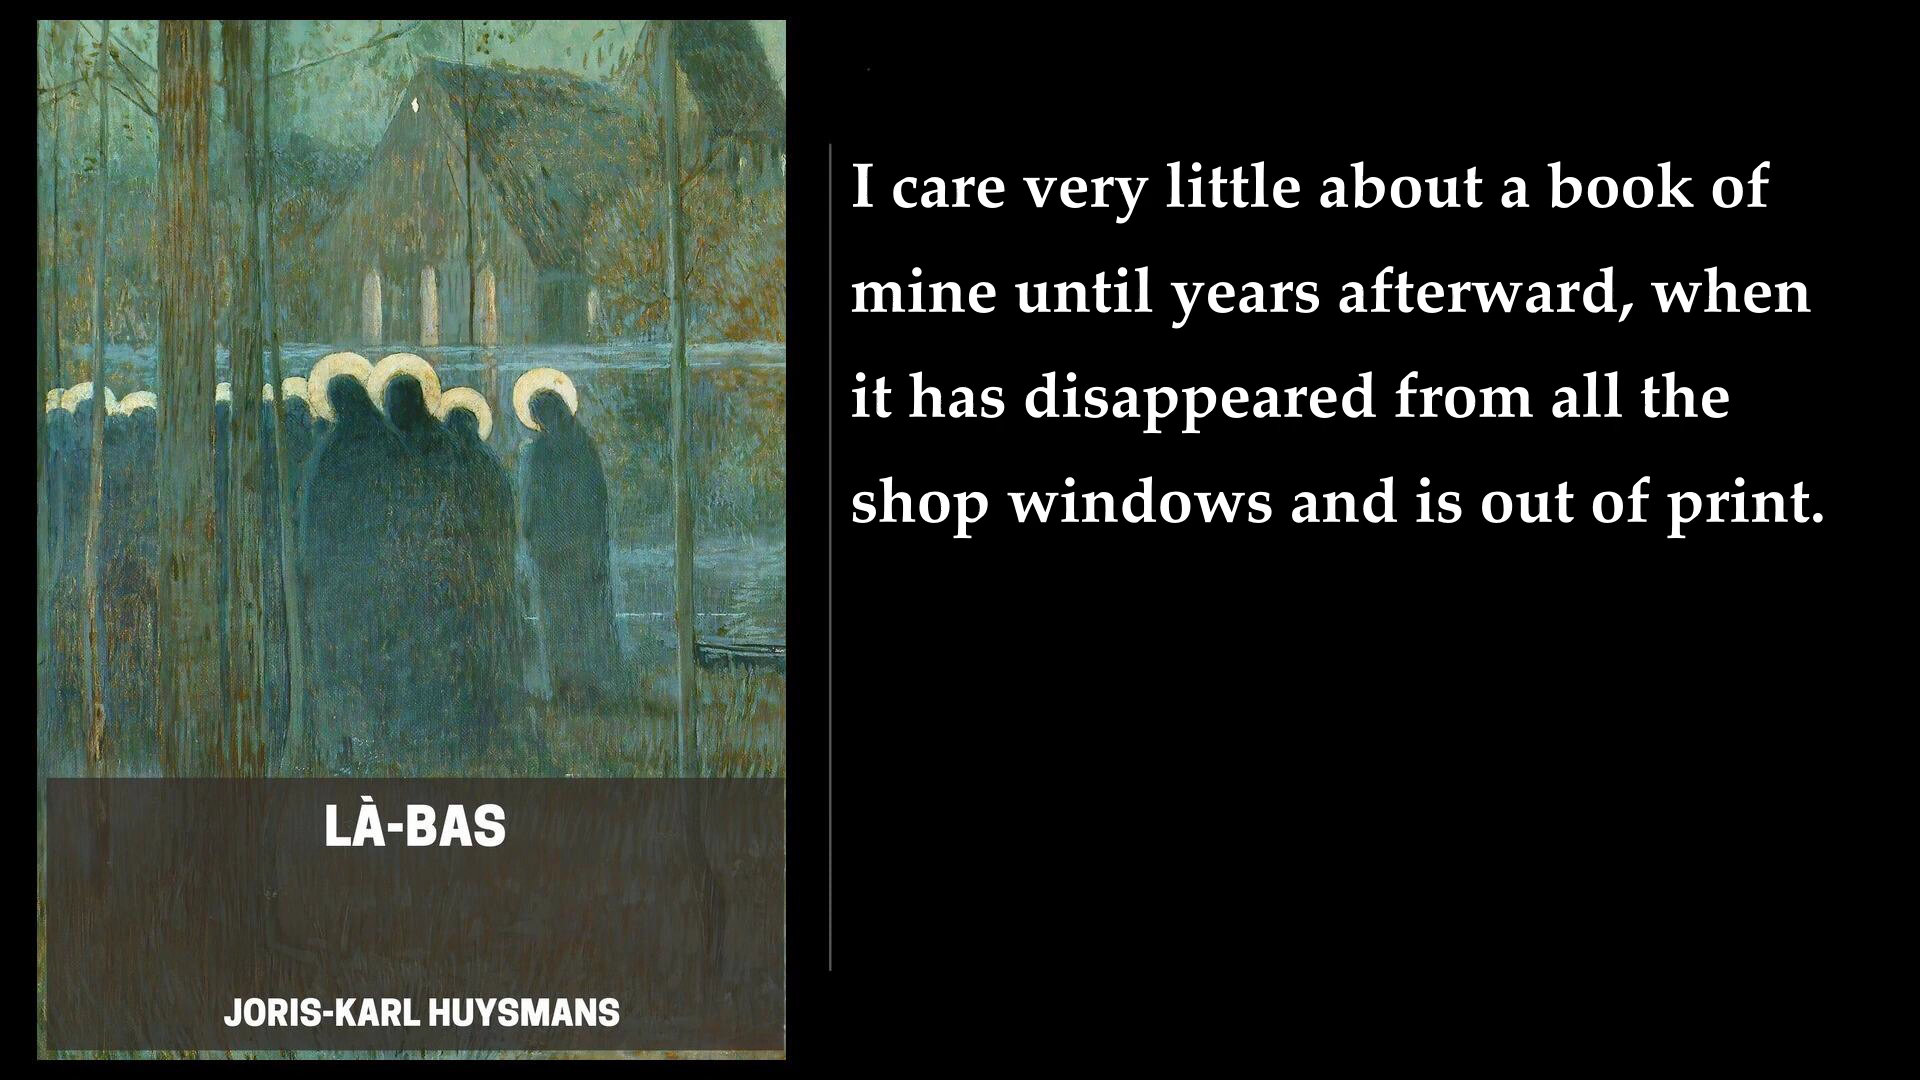 I care very little about a book of
mine until years afterward, when
it has disappeared from all the
shop windows and is out of print.
LÀ-BAS
JORIS-KARL HUYSMANS